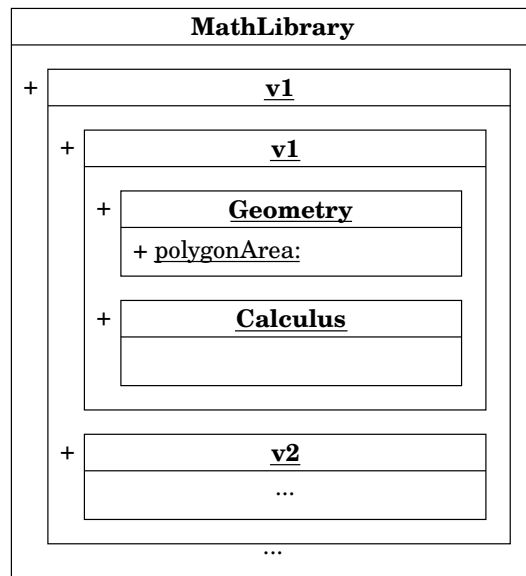 MathLibrary
+ v1
+ v1
+ Geometry
+ polygonArea:
+ Calculus
+ v2
...
...